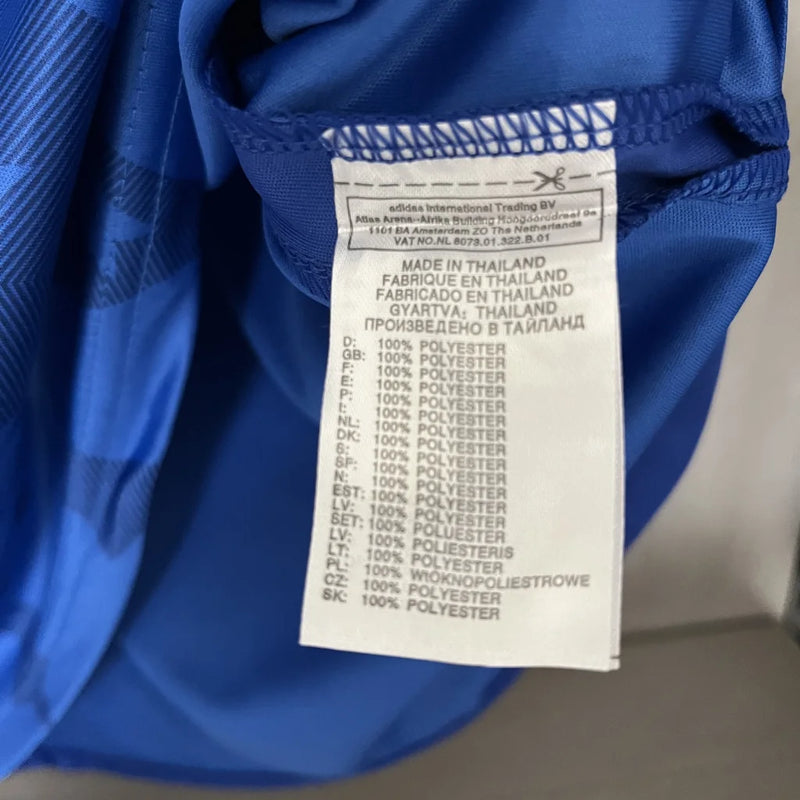 adidas International Trading BV
Atlas Arena--Afrika Building Hoogoorddreef 9a
1101 BA Amsterdam ZO The Netherlands
VAT NO.NL 8073.01.322.B.01
MADE IN THAILAND
FABRIQUE EN THAILAND
FABRICADO EN THAILAND
GYARTVA: THAILAND
ПРОИЗВЕДЕНО В ТАЙЛАНД
D: 100% POLYESTER
GB: 100% POLYESTER
F: 100% POLYESTER
E: 100% POLYESTER
P: 100% POLYESTER
I: 100% POLYESTER
NL: 100% POLYESTER
DK: 100% POLYESTER
S: 100% POLYESTER
SF: 100% POLYESTER
N: 100% POLYESTER
EST: 100% POLYESTER
LV: 100% POLYESTER
SET: 100% POLUESTER
LV: 100% POLYESTER
LT: 100% POLIESTERIS
PL: 100% WIOKNOPOLIESTROWE
CZ: 100% POLYESTER
SK: 100% POLYESTER